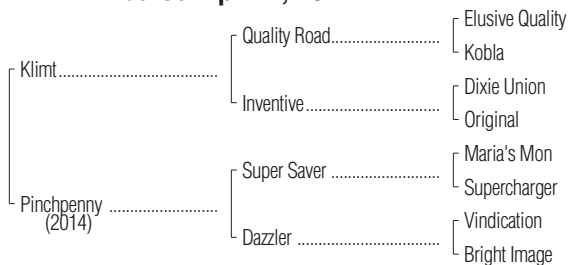 Elusive Quality
Quality Road
Kobla
Klimt
Dixie Union
Inventive
Original
Maria's Mon
Super Saver
Supercharger
Pinchpenny
(2014)
Vindication
Dazzler
Bright Image